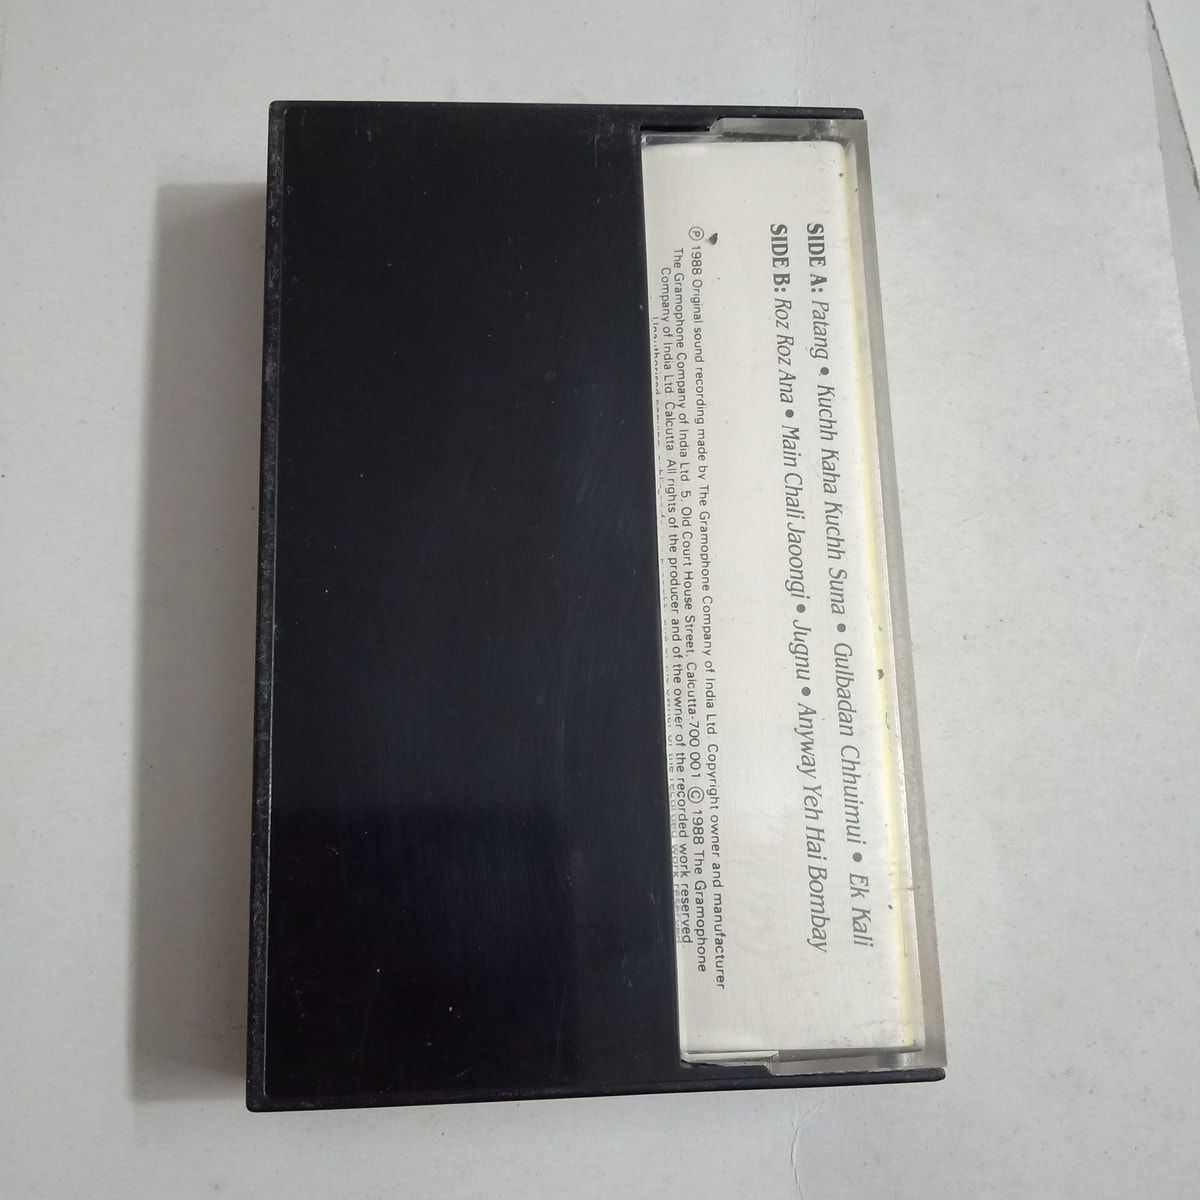 SIDE A: Patang • Kuchh Kaha Kuchh Suna • Gulbadan Chhuimui • Ek Kali
SIDE B: Roz Roz Ana • Main Chali Jaoongi • Jugnu • Anyway Yeh Hai Bombay
Ⓟ 1988 Original sound recording made by The Gramophone Company of India Ltd. Copyright owner and manufacturer
The Gramophone Company of India Ltd. 5, Old Court House Street, Calcutta-700 001 © 1988 The Gramophone
Company of India Ltd. Calcutta. All rights of the producer and of the owner of the recorded work reserved.